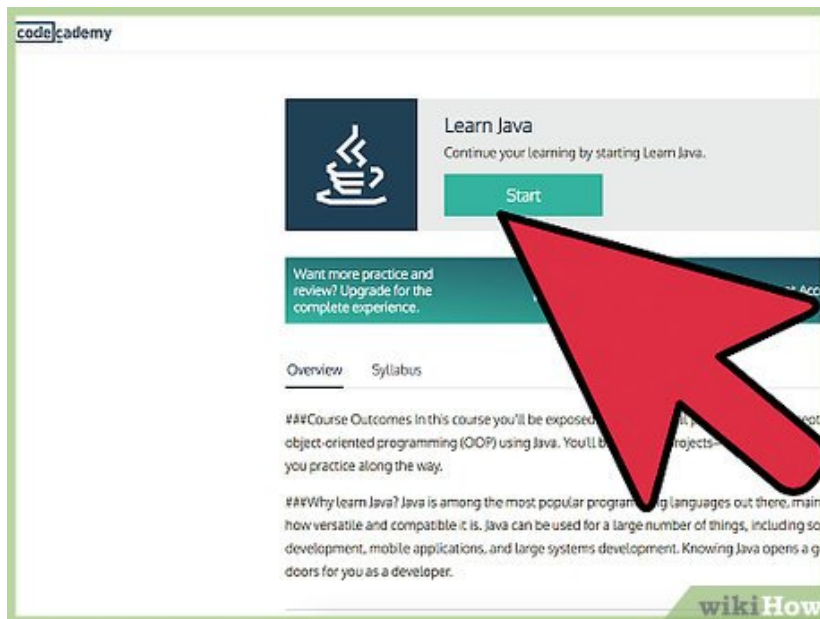 codecademy
Learn Java
Continue your learning by starting Learn Java.
Start
Want more practice and
review? Upgrade for the
complete experience.
Overview Syllabus
###Course Outcomes In this course you'll be exposed
object-oriented programming (OOP) using Java. You'll
you practice along the way.
###Why learn Java? Java is among the most popular languages out there,
how versatile and compatible it is. Java can be used for a large number of things, including
development, mobile applications, and large systems development. Knowing Java opens a
doors for you as a developer.
wikiHow